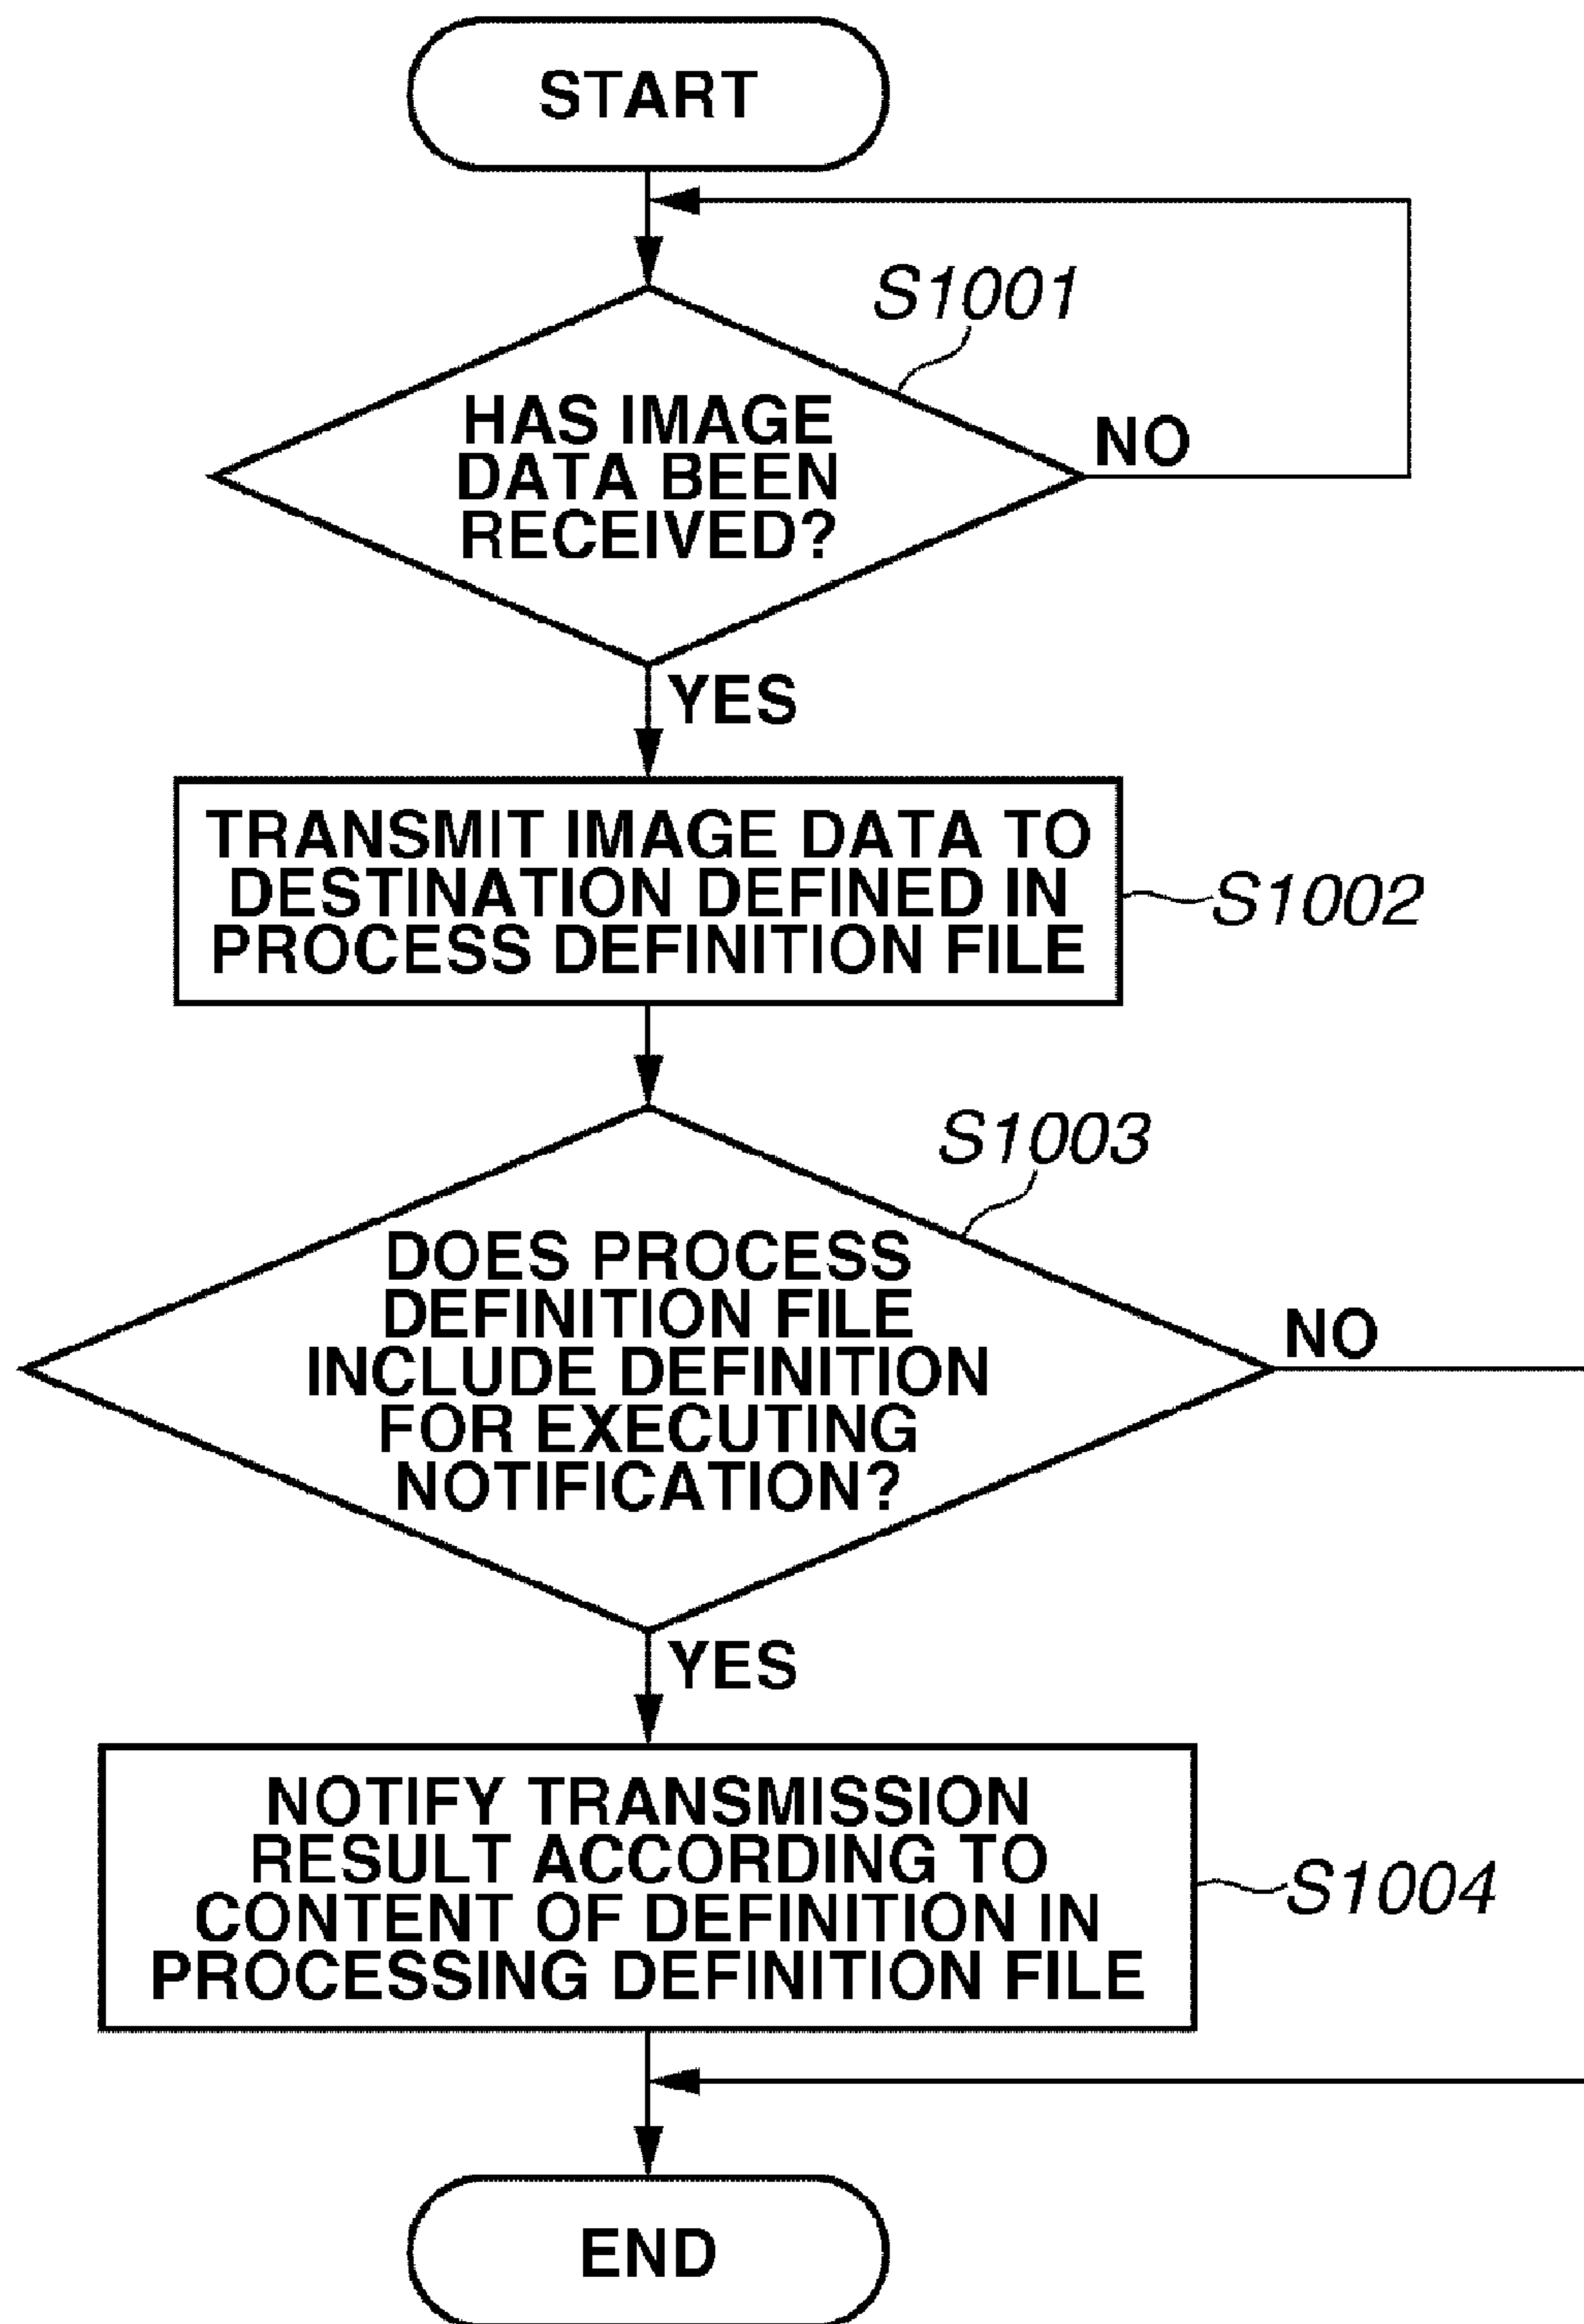 START
S1001
HAS IMAGE
DATA BEEN
RECEIVED?
NO
YES
TRANSMIT IMAGE DATA TO
DESTINATION DEFINED IN
PROCESS DEFINITION FILE
S1002
S1003
DOES PROCESS
DEFINITION FILE
INCLUDE DEFINITION
FOR EXECUTING
NOTIFICATION?
NO
YES
NOTIFY TRANSMISSION
RESULT ACCORDING TO
CONTENT OF DEFINITION IN
PROCESSING DEFINITION FILE
S1004
END